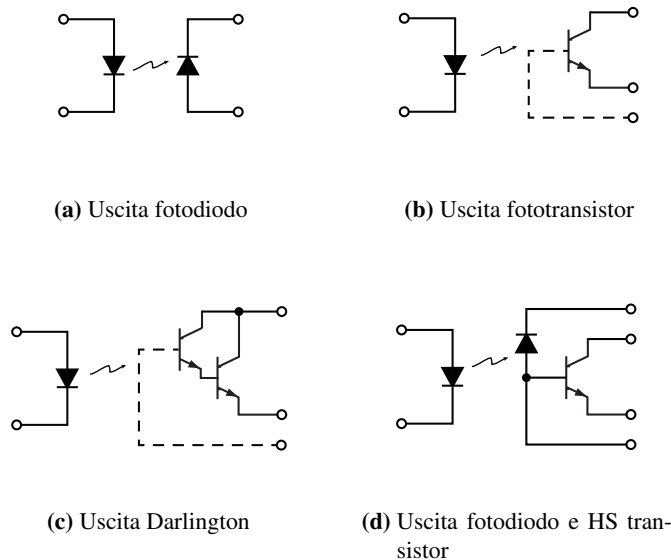 (a) Uscita fotodiodo
(b) Uscita fototransistor
(c) Uscita Darlington
(d) Uscita fotodiodo e HS tran-
sistor